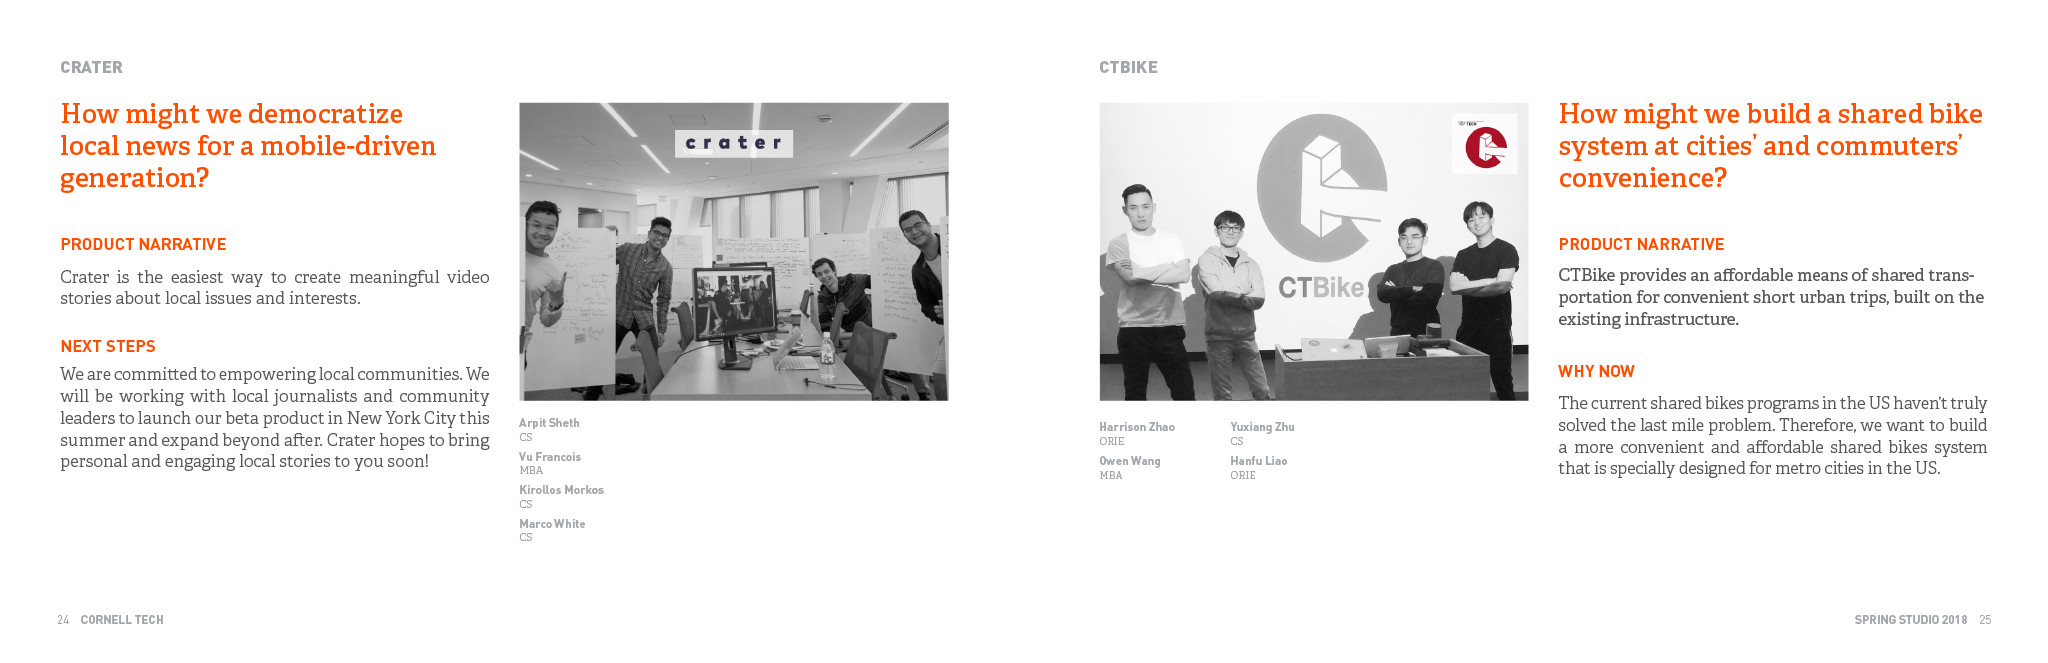 CRATER
How might we democratize
local news for a mobile-driven
generation?
PRODUCT NARRATIVE
Crater is the easiest way to create meaningful video
stories about local issues and interests.
NEXT STEPS
We are committed to empowering local communities. We
will be working with local journalists and community
leaders to launch our beta product in New York City this
summer and expand beyond after. Crater hopes to bring
personal and engaging local stories to you soon!
crater
Arpit Sheth
CS
Vu Francois
MBA
Kirollos Morkos
CS
Marco White
CS
24 CORNELL TECH
CTBIKE
TECH
CTBike
Harrison Zhao
ORIE
Owen Wang
MBA
Yuxiang Zhu
CS
Hanfu Liao
ORIE
How might we build a shared bike
system at cities’ and commuters’
convenience?
PRODUCT NARRATIVE
CTBike provides an affordable means of shared trans-
portation for convenient short urban trips, built on the
existing infrastructure.
WHY NOW
The current shared bikes programs in the US haven’t truly
solved the last mile problem. Therefore, we want to build
a more convenient and affordable shared bikes system
that is specially designed for metro cities in the US.
SPRING STUDIO 2018 25